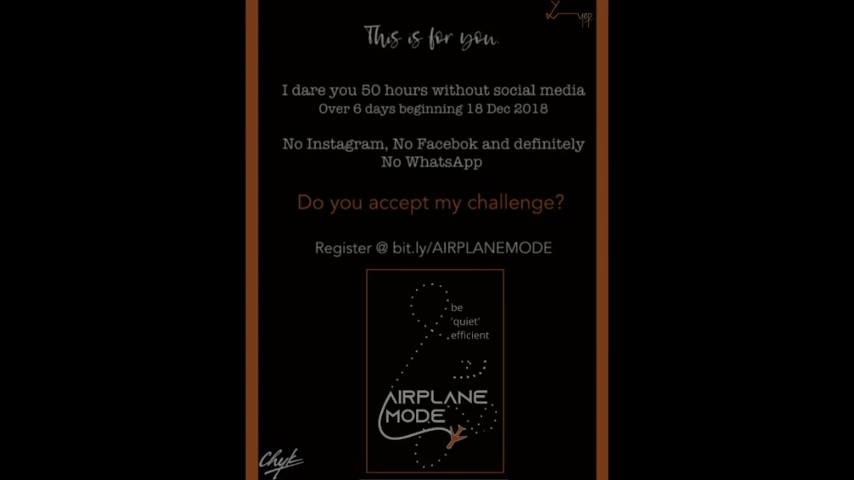 yep
This is for you.
I dare you 50 hours without social media
Over 6 days beginning 18 Dec 2018
No Instagram, No Facebok and definitely
No WhatsApp
Do you accept my challenge?
Register @ bit.ly/AIRPLANEMODE
be
'quiet'
efficient
AIRPLANE
MODE
Chyk